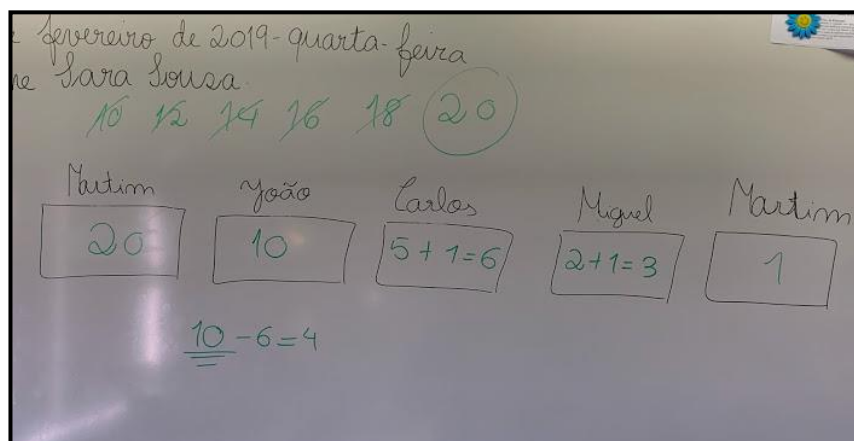 fevereiro de 2019-quarta-feira
Sara Sousa.
10 12 14 16 18 20
Martim João Carlos Miguel Martim
20 10 5+1=6 2+1=3 1
10-6=4